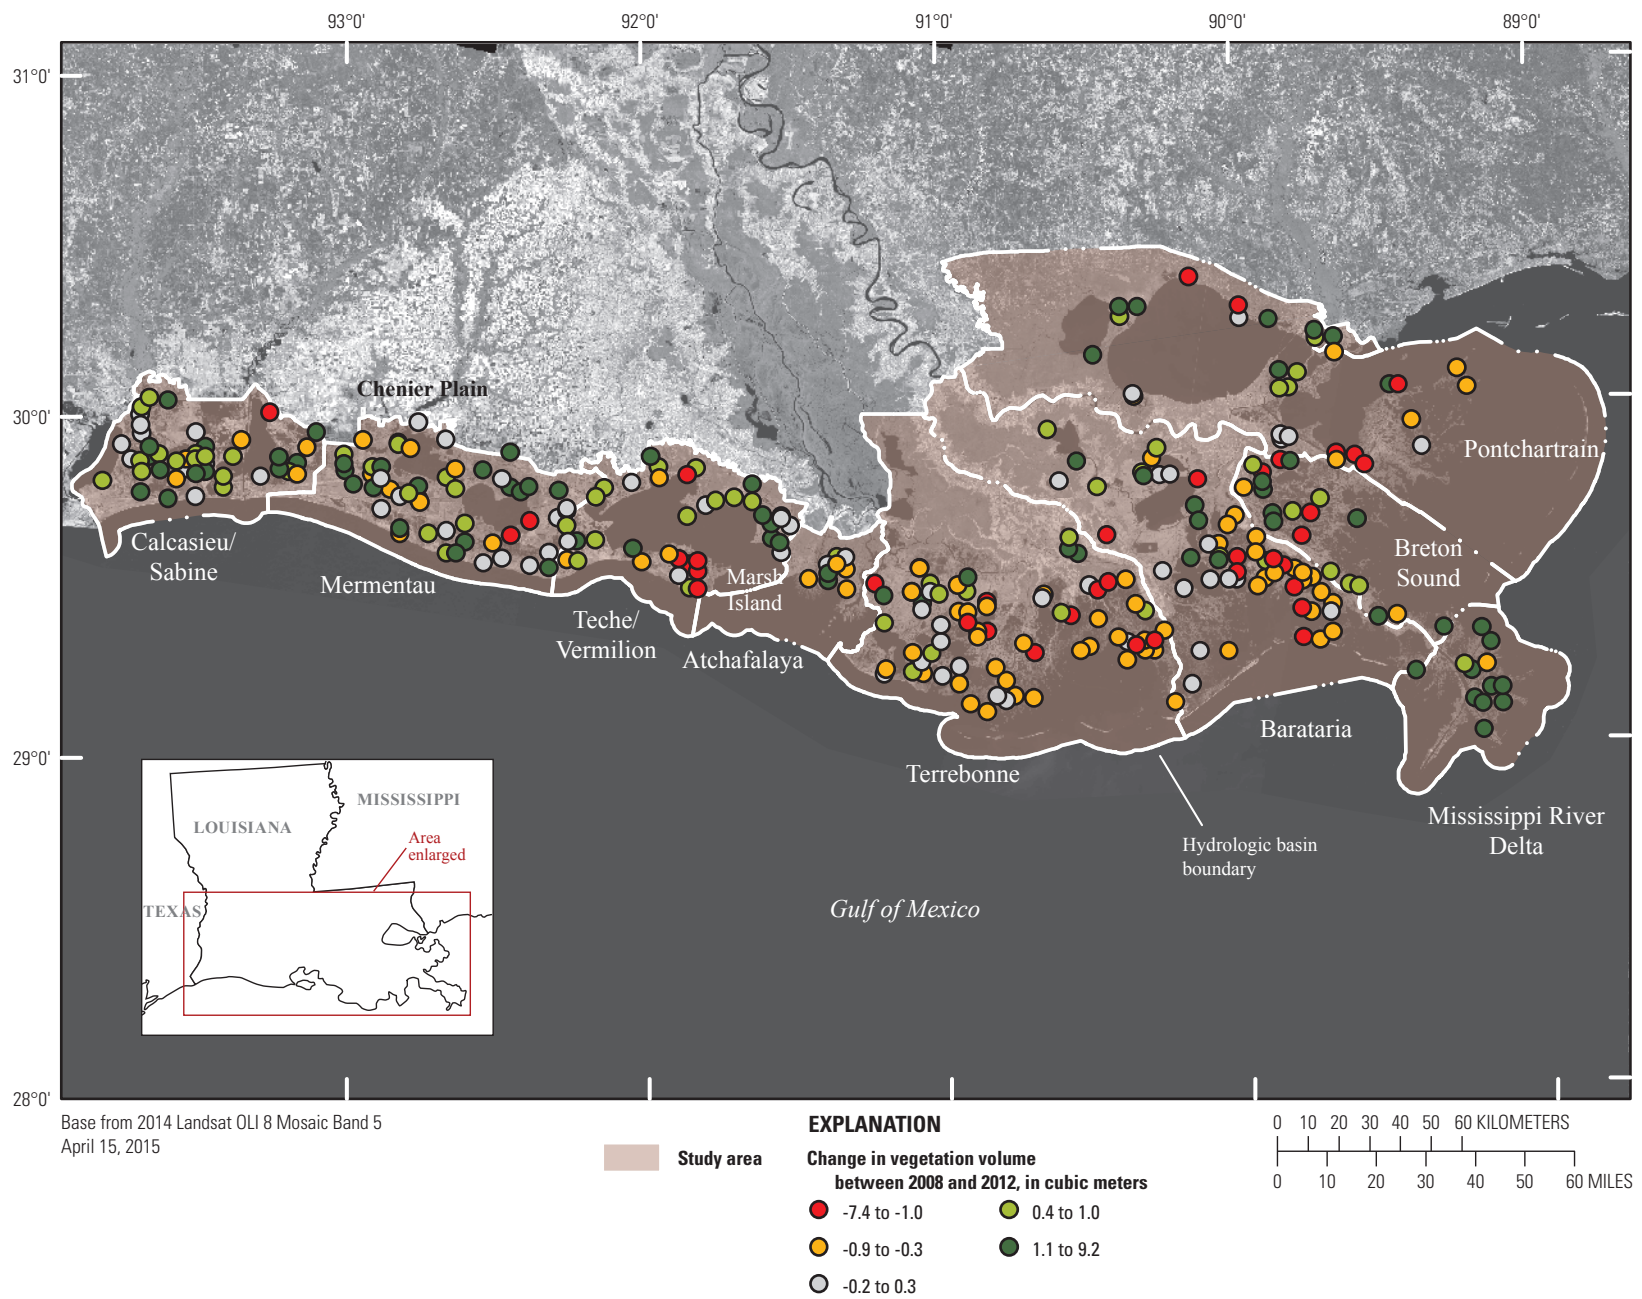 93°0'
92°0'
91°0'
90°0'
89°0'
31°0'
30°0'
29°0'
28°0'
Chenier Plain
Pontchartrain
Calcasieu/
Sabine
Mermentau
Teche/
Vermilion
Marsh
Island
Atchafalaya
Breton
Sound
Terrebonne
Barataria
Mississippi River
Delta
Hydrologic basin
boundary
Gulf of Mexico
MISSISSIPPI
LOUISIANA
Area
enlarged
TEXAS
Base from 2014 Landsat OLI 8 Mosaic Band 5
April 15, 2015
EXPLANATION
Study area
Change in vegetation volume
between 2008 and 2012, in cubic meters
-7.4 to -1.0
-0.9 to -0.3
-0.2 to 0.3
0.4 to 1.0
1.1 to 9.2
0 10 20 30 40 50 60 KILOMETERS
0 10 20 30 40 50 60 MILES